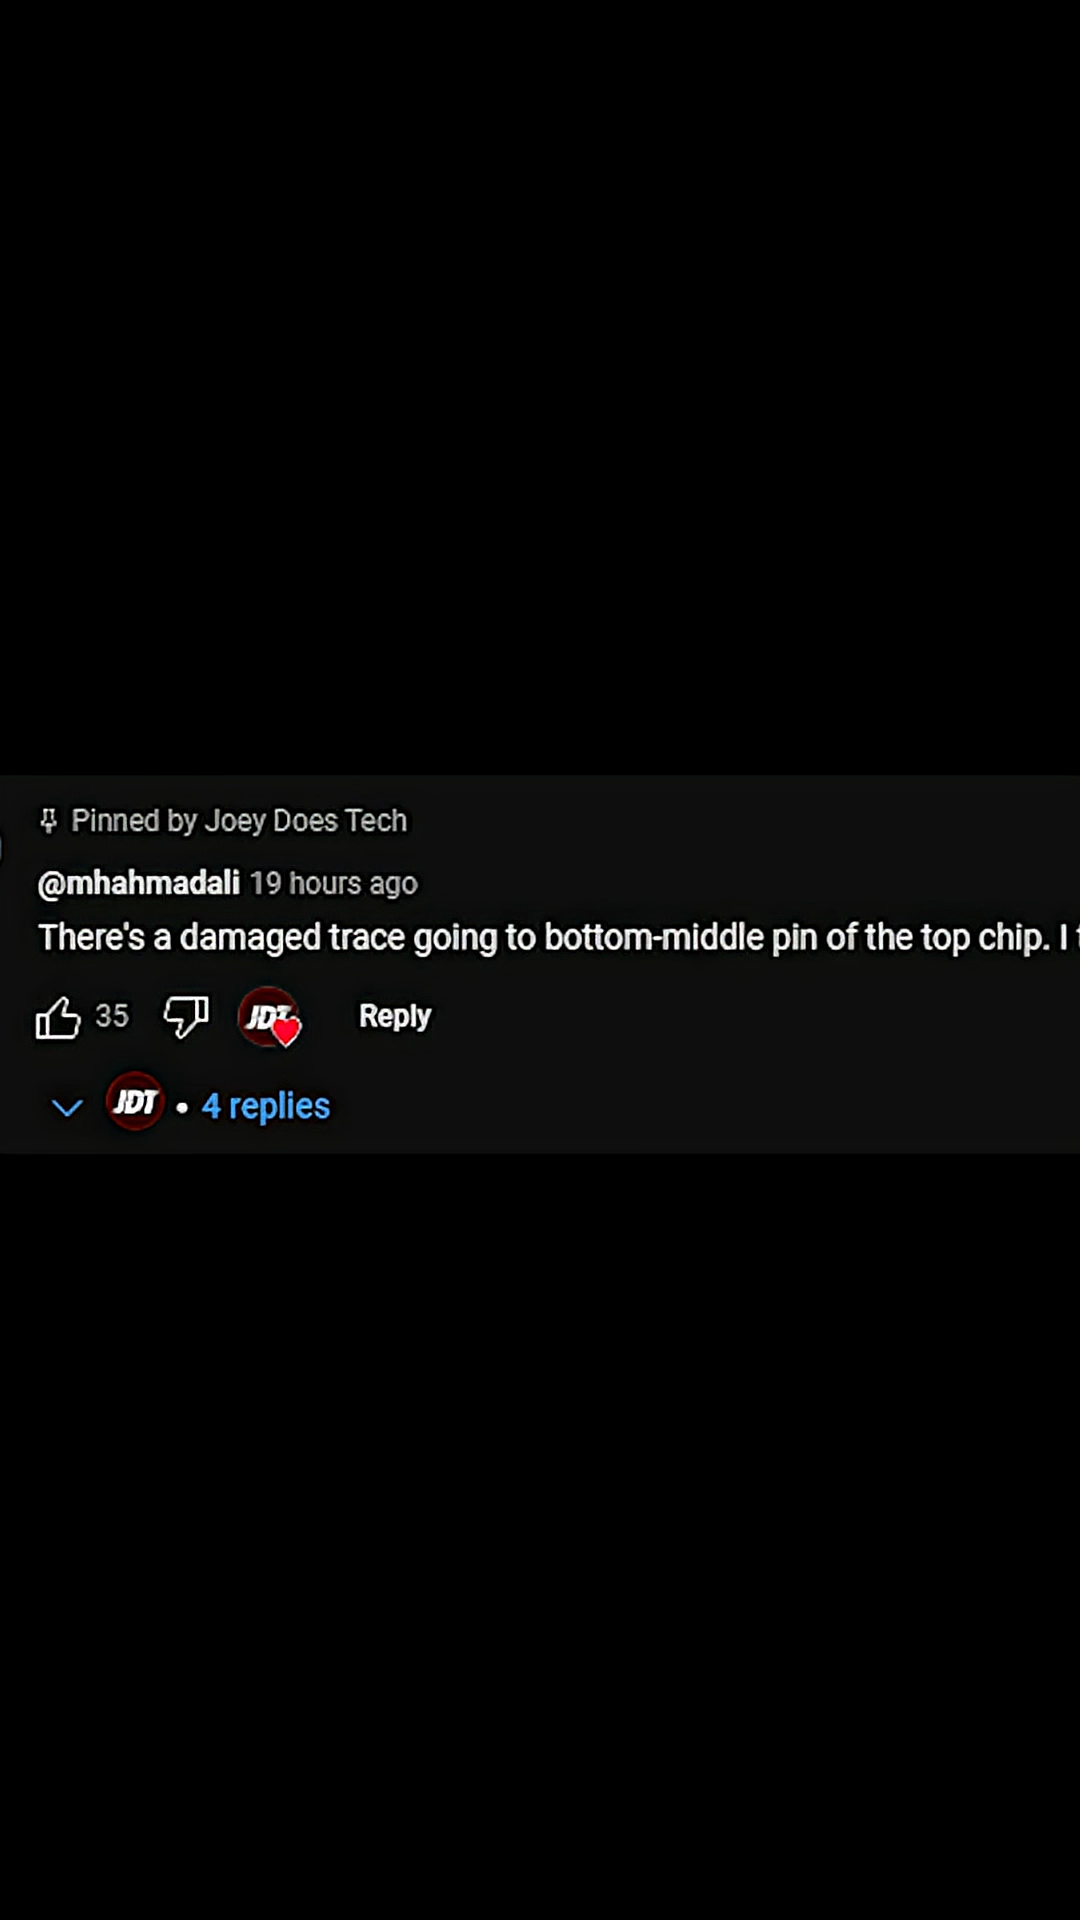 Pinned by Joey Does Tech
@mhahmadali 19 hours ago
There's a damaged trace going to bottom-middle pin of the top chip. I
35
JDT
Reply
JDT • 4 replies